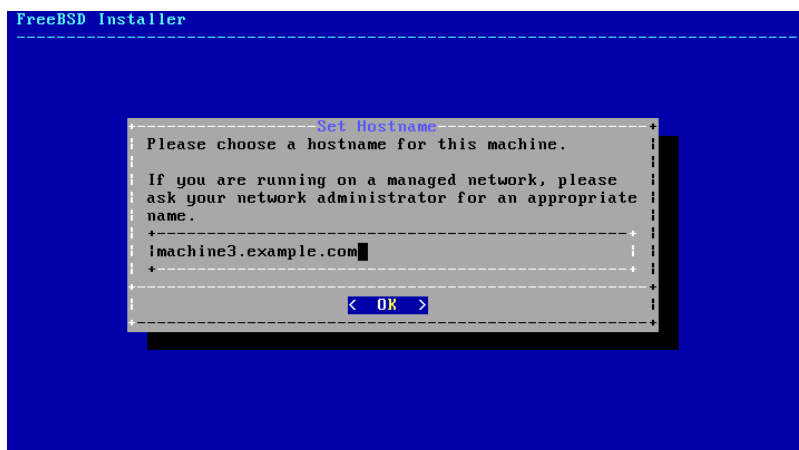 FreeBSD Installer
Set Hostname
Please choose a hostname for this machine.
If you are running on a managed network, please
ask your network administrator for an appropriate
name.
machine3.example.com
< OK >